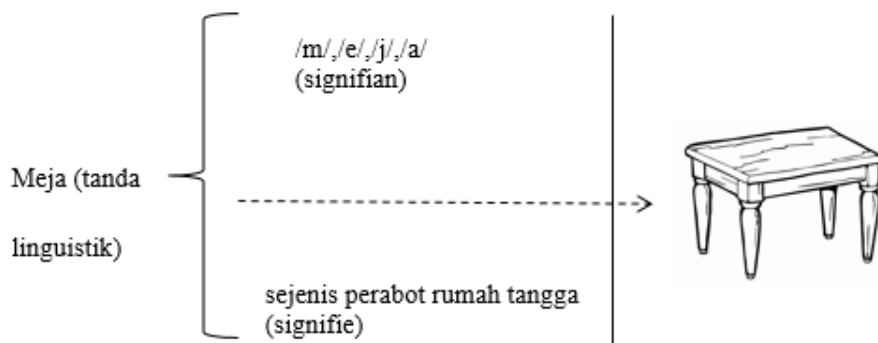 /m/,/e/,/j/,/a/
(signifian)
Meja (tanda
linguistik)
sejenis perabot rumah tangga
(signifie)